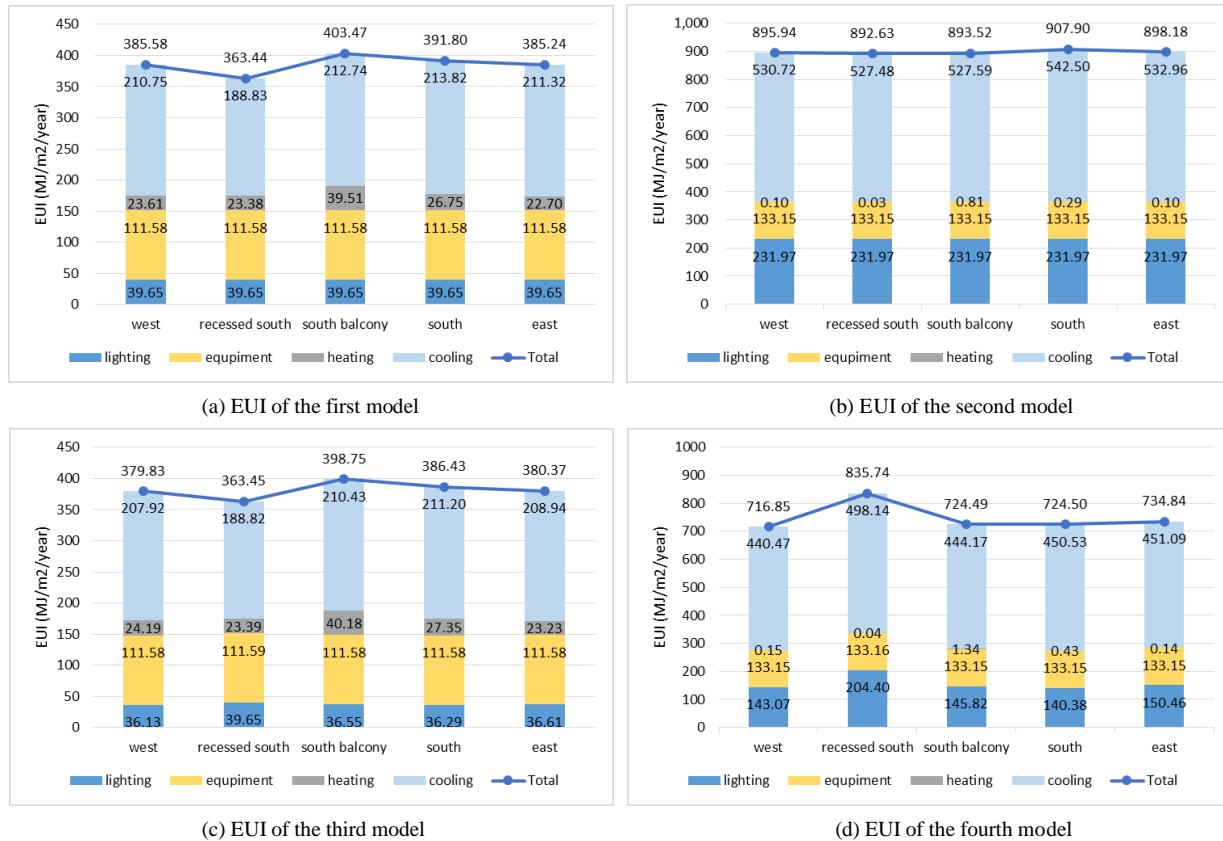 450
400
350
300
250
200
150
100
50
0
EUI (MJ/m2/year)
385.58 363.44 403.47 391.80 385.24
210.75 188.83 212.74 213.82 211.32
23.61 23.38 39.51 26.75 22.70
111.58 111.58 111.58 111.58 111.58
39.65 39.65 39.65 39.65 39.65
west recessed south south balcony south east
lighting equpiment heating cooling Total
(a) EUI of the first model
1,000
900
800
700
600
500
400
300
200
100
0
EUI (MJ/m2/year)
895.94 892.63 893.52 907.90 898.18
530.72 527.48 527.59 542.50 532.96
0.10 0.03 0.81 0.29 0.10
133.15 133.15 133.15 133.15 133.15
231.97 231.97 231.97 231.97 231.97
west recessed south south balcony south east
lighting equpiment heating cooling Total
(b) EUI of the second model
450
400
350
300
250
200
150
100
50
0
EUI (MJ/m2/year)
379.83 363.45 398.75 386.43 380.37
207.92 188.82 210.43 211.20 208.94
24.19 23.39 40.18 27.35 23.23
111.58 111.59 111.58 111.58 111.58
36.13 39.65 36.55 36.29 36.61
west recessed south south balcony south east
lighting equpiment heating cooling Total
(c) EUI of the third model
1000
900
800
700
600
500
400
300
200
100
0
EUI (MJ/m2/year)
716.85 835.74 724.49 724.50 734.84
440.47 498.14 444.17 450.53 451.09
0.15 0.04 1.34 0.43 0.14
133.15 133.16 133.15 133.15 133.15
143.07 204.40 145.82 140.38 150.46
west recessed south south balcony south east
lighting equpiment heating cooling Total
(d) EUI of the fourth model